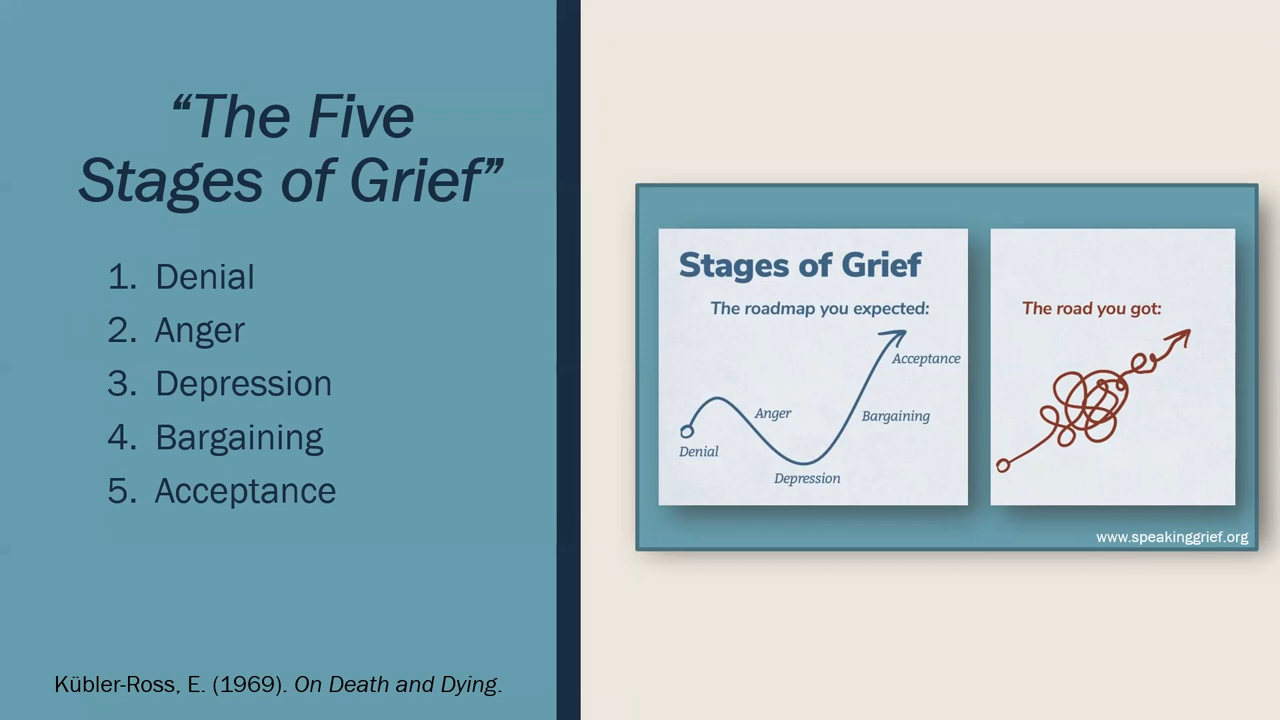 “The Five
Stages of Grief”
1. Denial
2. Anger
3. Depression
4. Bargaining
5. Acceptance
Kübler-Ross, E. (1969). On Death and Dying.
Stages of Grief
The roadmap you expected:
Acceptance
Anger
Bargaining
Denial
Depression
The road you got:
www.speakinggrief.org